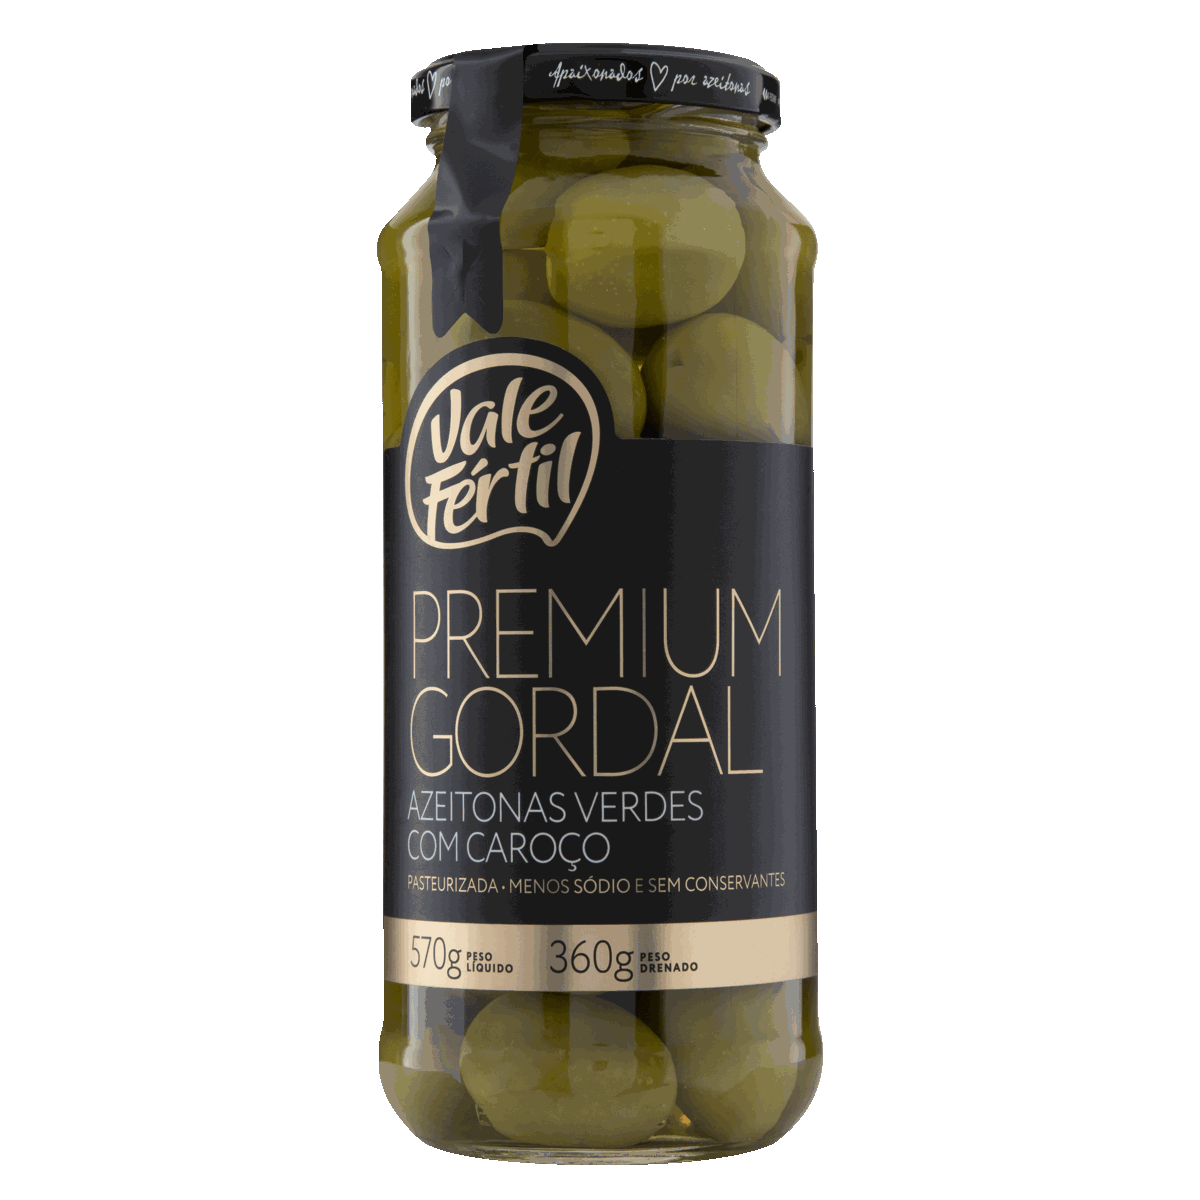 Apaixonados por azeitonas
Vale
Fértil
PREMIUM
GORDAL
AZEITONAS VERDES
COM CAROÇO
PASTEURIZADA • MENOS SÓDIO E SEM CONSERVANTES
570g PESO LÍQUIDO 360g PESO DRENADO